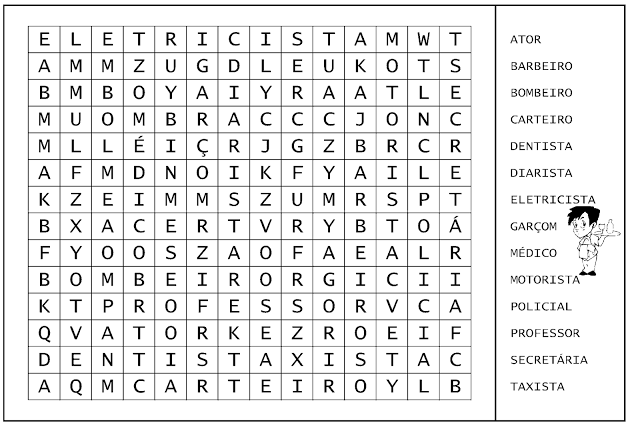 E L E T R I C I S T A M W T
A M M Z U G D L E U K O T S
B M B O Y A I Y R A A T L E
M U O M B R A C C C J O N C
M L L É I Ç R J G Z B R C R
A F M D N O I K F Y A I L E
K Z E I M M S Z U M R S P T
B X A C E R T V R Y B T O Á
F Y O O S Z A O F A E A L R
B O M B E I R O R G I C I I
K T P R O F E S S O R V C A
Q V A T O R K E Z R O E I F
D E N T I S T A X I S T A C
A Q M C A R T E I R O Y L B
ATOR
BARBEIRO
BOMBEIRO
CARTEIRO
DENTISTA
DIARISTA
ELETRICISTA
GARÇOM
MÉDICO
MOTORISTA
POLICIAL
PROFESSOR
SECRETÁRIA
TAXISTA